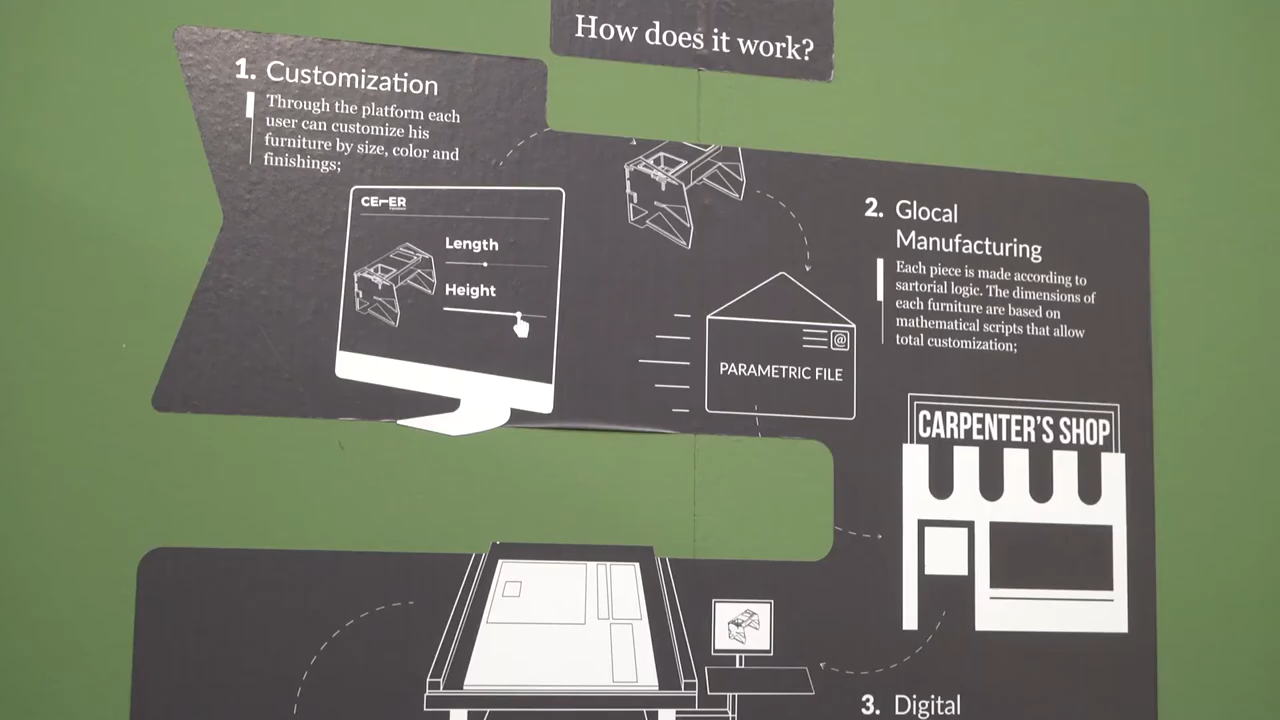 How does it work?
1. Customization
Through the platform each
user can customize his
furniture by size, color and
finishings;
Length
Height
2. Glocal
Manufacturing
Each piece is made according to
sartorial logic. The dimensions of
each furniture are based on
mathematical scripts that allow
total customization;
@
PARAMETRIC FILE
CARPENTER'S SHOP
3. Digital